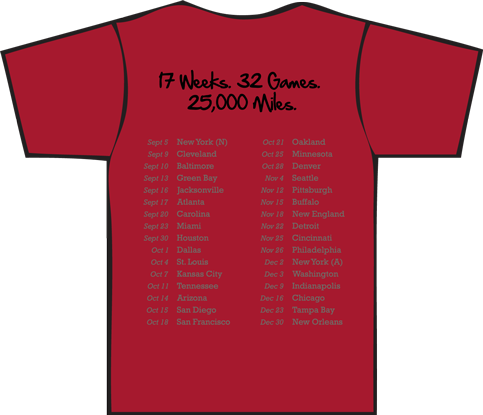 17 Weeks. 32 Games.
25,000 Miles.
Sept 5 New York (N)
Sept 9 Cleveland
Sept 10 Baltimore
Sept 13 Green Bay
Sept 16 Jacksonville
Sept 17 Atlanta
Sept 20 Carolina
Sept 23 Miami
Sept 30 Houston
Oct 1 Dallas
Oct 4 St. Louis
Oct 7 Kansas City
Oct 11 Tennessee
Oct 14 Arizona
Oct 15 San Diego
Oct 18 San Francisco
Oct 21 Oakland
Oct 25 Minnesota
Oct 28 Denver
Nov 4 Seattle
Nov 12 Pittsburgh
Nov 15 Buffalo
Nov 18 New England
Nov 22 Detroit
Nov 25 Cincinnati
Nov 26 Philadelphia
Dec 2 New York (A)
Dec 3 Washington
Dec 9 Indianapolis
Dec 16 Chicago
Dec 23 Tampa Bay
Dec 30 New Orleans